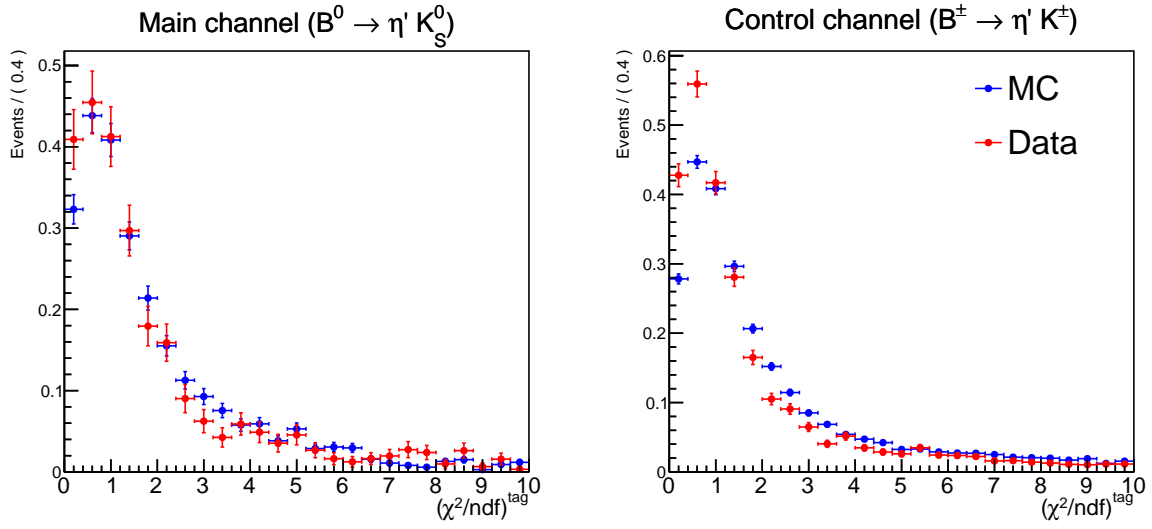 Main channel (B⁰ → η' K⁰_S)
Events / ( 0.4 )
0.5
0.4
0.3
0.2
0.1
0
0 1 2 3 4 5 6 7 8 9 10
(χ²/ndf)^tag
Control channel (B^± → η' K^±)
Events / ( 0.4 )
0.6
0.5
0.4
0.3
0.2
0.1
0
MC
Data
0 1 2 3 4 5 6 7 8 9 10
(χ²/ndf)^tag